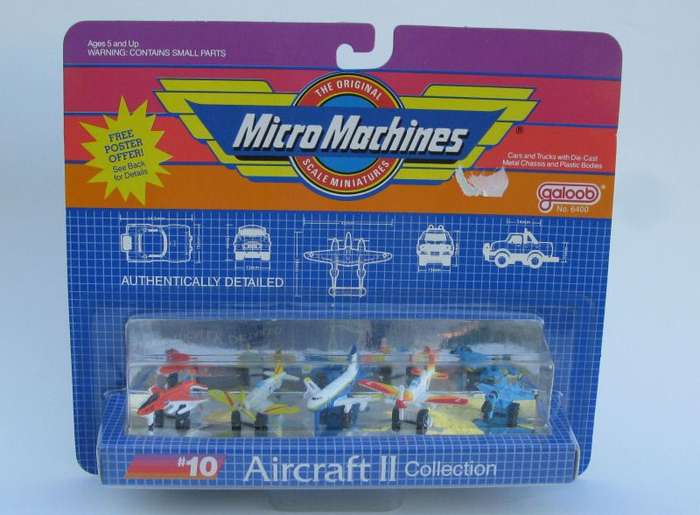 Ages 5 and Up
WARNING: CONTAINS SMALL PARTS
THE ORIGINAL
Micro Machines
®
SCALE MINIATURES
FREE
POSTER
OFFER!
See Back
for Details
Cars and Trucks with Die-Cast
Metal Chassis and Plastic Bodies
galoob
No. 6400
AUTHENTICALLY DETAILED
#10 Aircraft II Collection